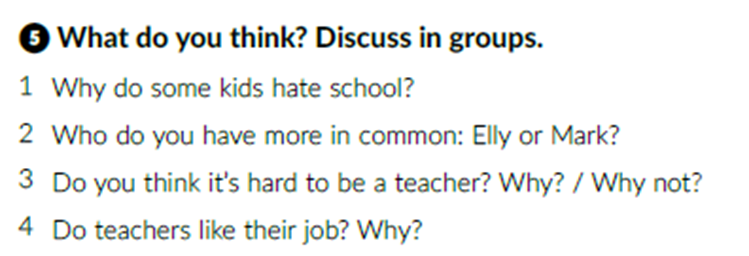 5 What do you think? Discuss in groups.
1 Why do some kids hate school?
2 Who do you have more in common: Elly or Mark?
3 Do you think it's hard to be a teacher? Why? / Why not?
4 Do teachers like their job? Why?